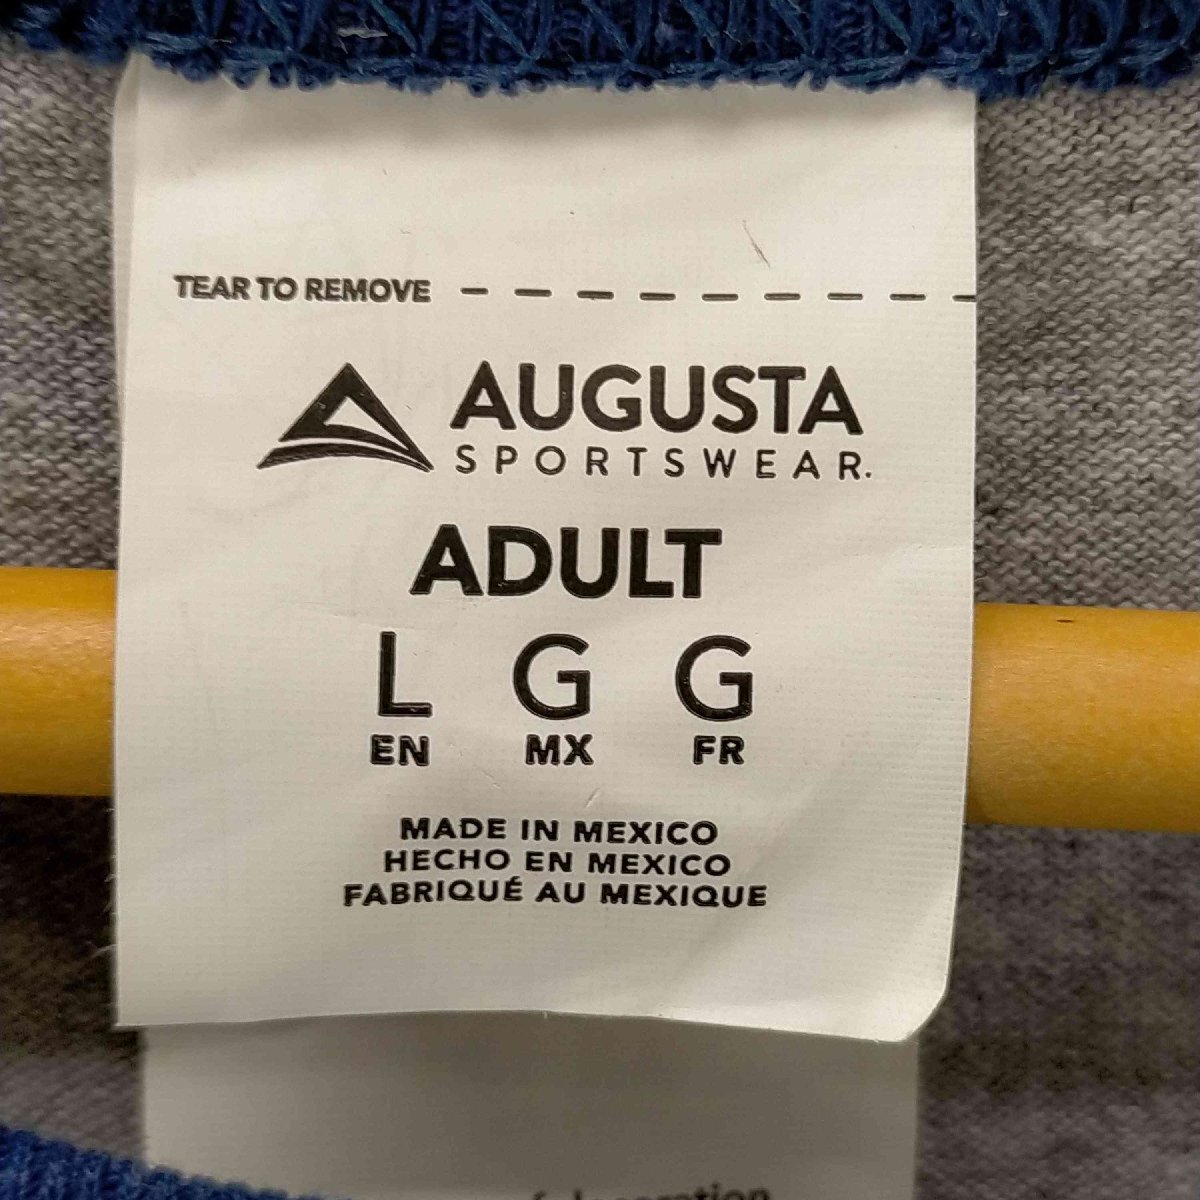 TEAR TO REMOVE
AUGUSTA
SPORTSWEAR.
ADULT
L G G
EN MX FR
MADE IN MEXICO
HECHO EN MEXICO
FABRIQUÉ AU MEXIQUE